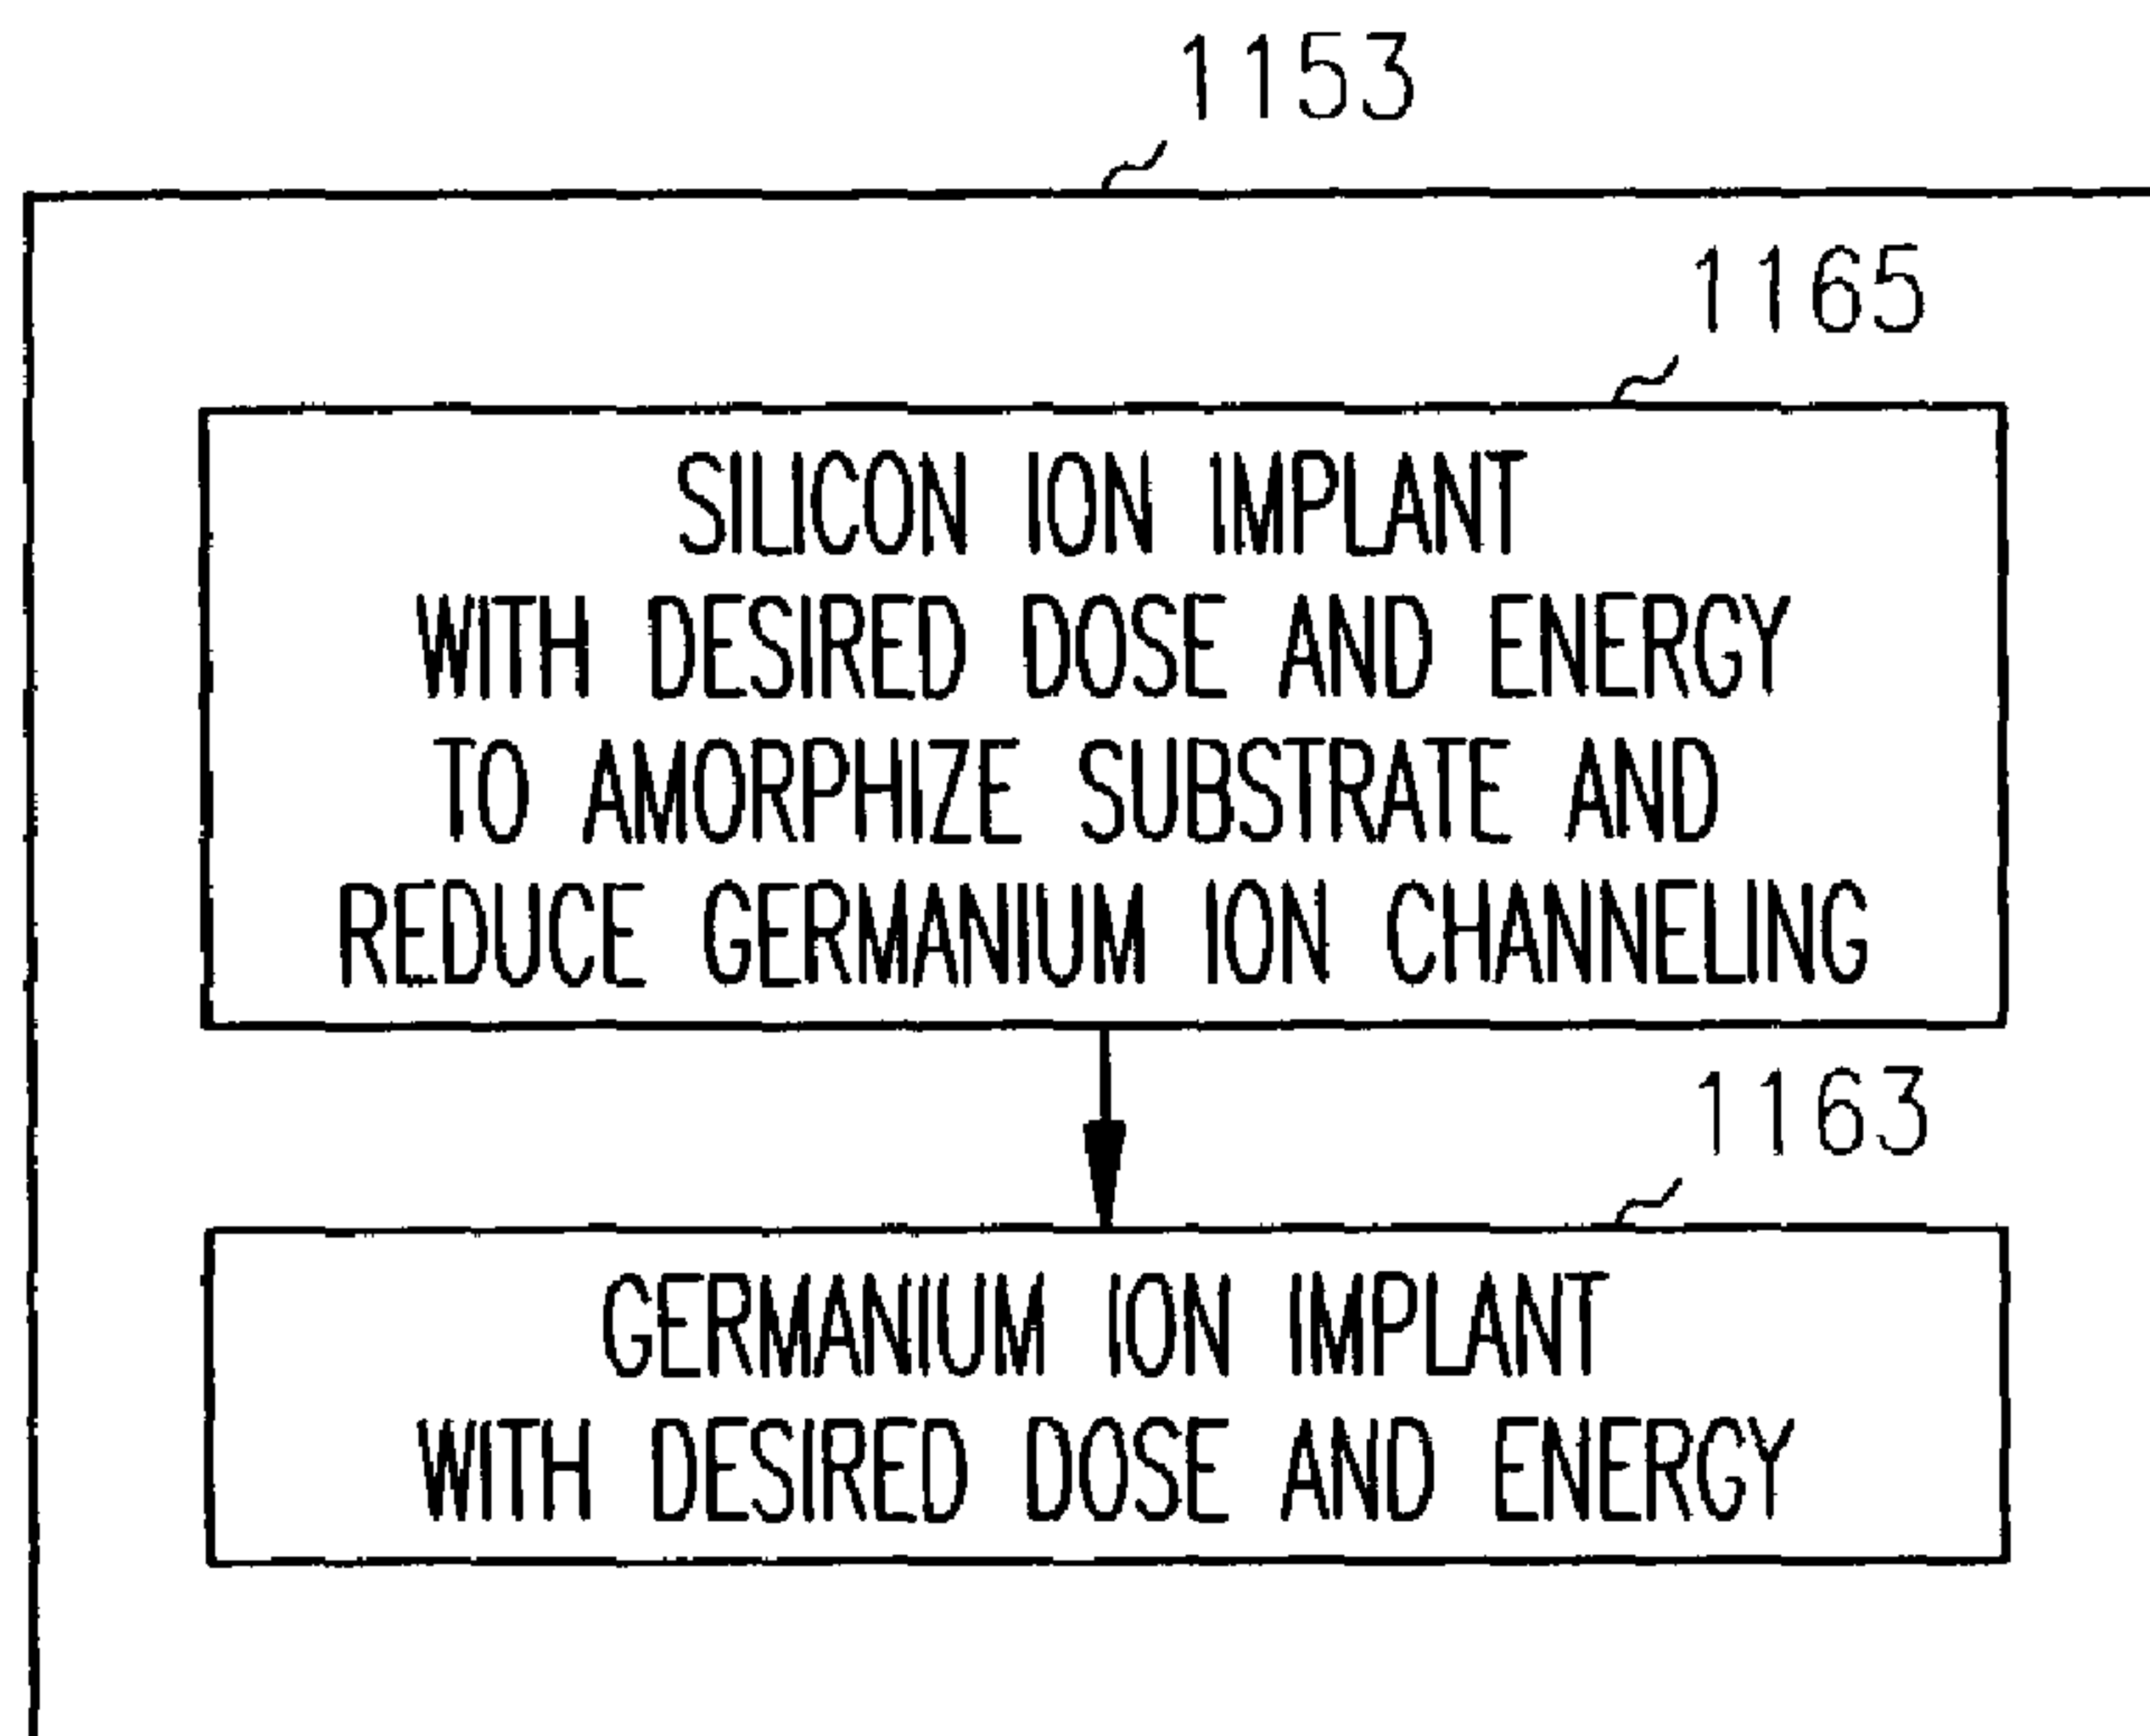 1153
1165
SILICON ION IMPLANT
WITH DESIRED DOSE AND ENERGY
TO AMORPHIZE SUBSTRATE AND
REDUCE GERMANIUM ION CHANNELING
1163
GERMANIUM ION IMPLANT
WITH DESIRED DOSE AND ENERGY